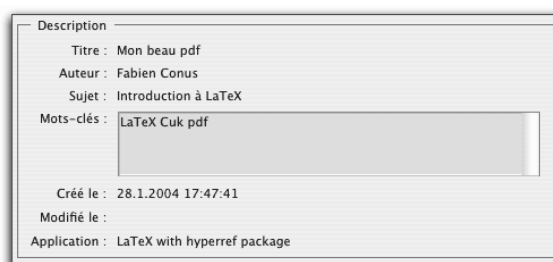 Description
Titre : Mon beau pdf
Auteur : Fabien Conus
Sujet : Introduction à LaTeX
Mots-clés : LaTeX Cuk pdf
Créé le : 28.1.2004 17:47:41
Modifié le :
Application : LaTeX with hyperref package